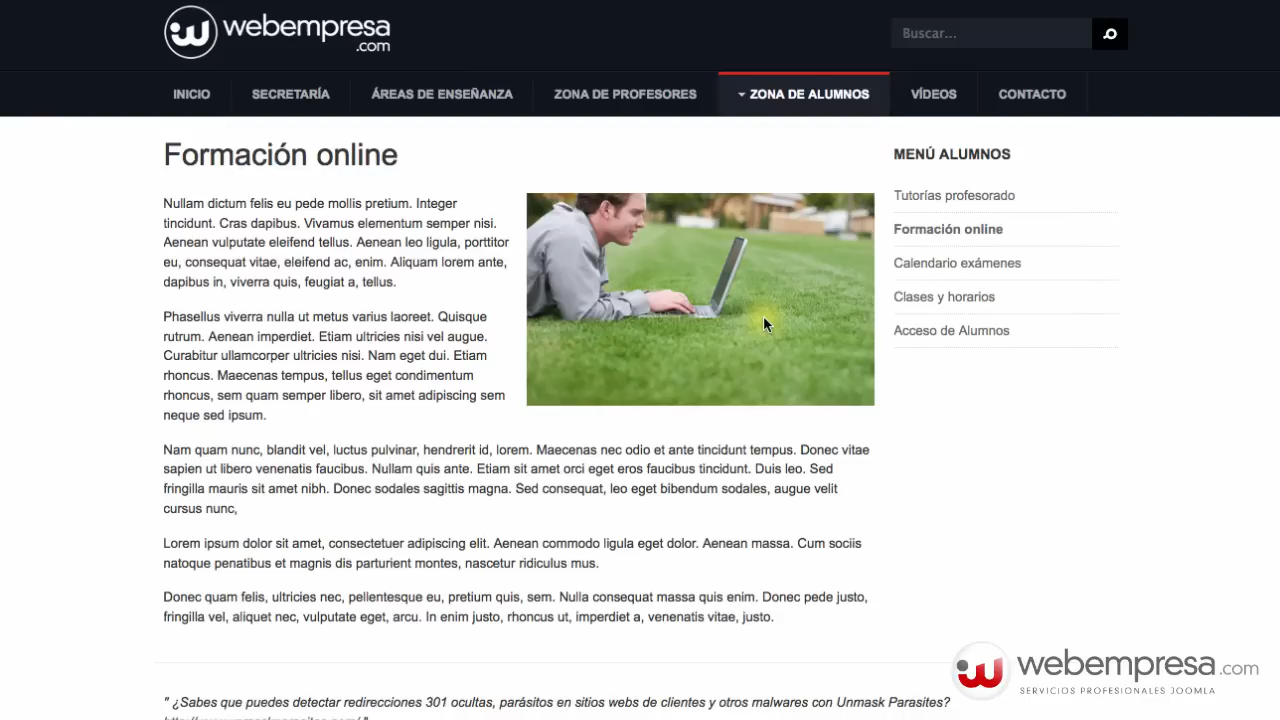 webempresa
.com
Buscar...
INICIO
SECRETARÍA
ÁREAS DE ENSEÑANZA
ZONA DE PROFESORES
ZONA DE ALUMNOS
VÍDEOS
CONTACTO
Formación online
Nullam dictum felis eu pede mollis pretium. Integer
tincidunt. Cras dapibus. Vivamus elementum semper nisi.
Aenean vulputate eleifend tellus. Aenean leo ligula, porttitor
eu, consequat vitae, eleifend ac, enim. Aliquam lorem ante,
dapibus in, viverra quis, feugiat a, tellus.
Phasellus viverra nulla ut metus varius laoreet. Quisque
rutrum. Aenean imperdiet. Etiam ultricies nisi vel augue.
Curabitur ullamcorper ultricies nisi. Nam eget dui. Etiam
rhoncus. Maecenas tempus, tellus eget condimentum
rhoncus, sem quam semper libero, sit amet adipiscing sem
neque sed ipsum.
Nam quam nunc, blandit vel, luctus pulvinar, hendrerit id, lorem. Maecenas nec odio et ante tincidunt tempus. Donec vitae
sapien ut libero venenatis faucibus. Nullam quis ante. Etiam sit amet orci eget eros faucibus tincidunt. Duis leo. Sed
fringilla mauris sit amet nibh. Donec sodales sagittis magna. Sed consequat, leo eget bibendum sodales, augue velit
cursus nunc,
Lorem ipsum dolor sit amet, consectetuer adipiscing elit. Aenean commodo ligula eget dolor. Aenean massa. Cum sociis
natoque penatibus et magnis dis parturient montes, nascetur ridiculus mus.
Donec quam felis, ultricies nec, pellentesque eu, pretium quis, sem. Nulla consequat massa quis enim. Donec pede justo,
fringilla vel, aliquet nec, vulputate eget, arcu. In enim justo, rhoncus ut, imperdiet a, venenatis vitae, justo.
MENÚ ALUMNOS
Tutorías profesorado
Formación online
Calendario exámenes
Clases y horarios
Acceso de Alumnos
" ¿Sabes que puedes detectar redirecciones 301 ocultas, parásitos en sitios webs de clientes y otros malwares con Unmask Parasites?
webempresa.com
SERVICIOS PROFESIONALES JOOMLA